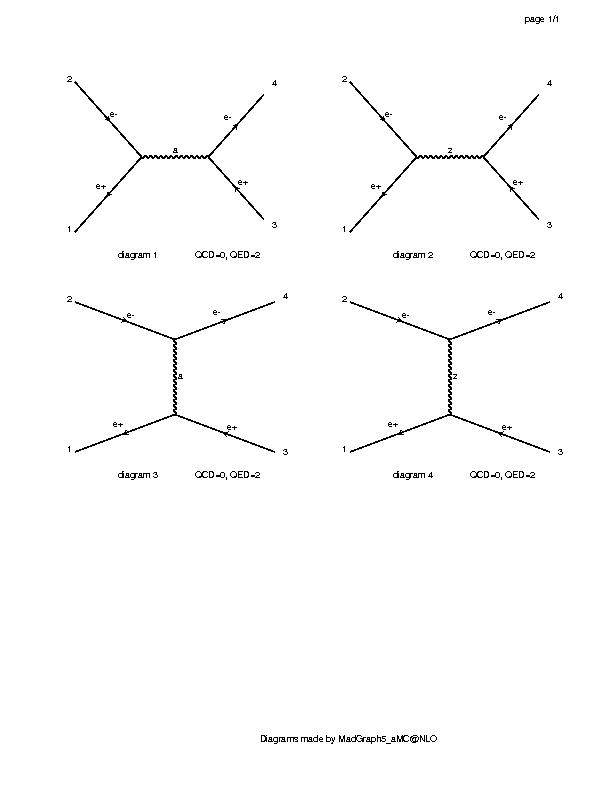 page 1/1
2 4 2 4
e- e- e- e-
a z
e+ e+ e+ e+
1 3 1 3
diagram 1 QCD=0, QED=2 diagram 2 QCD=0, QED=2
2 4 2 4
e- e- e- e-
a z
e+ e+ e+ e+
1 3 1 3
diagram 3 QCD=0, QED=2 diagram 4 QCD=0, QED=2
Diagrams made by MadGraph5_aMC@NLO